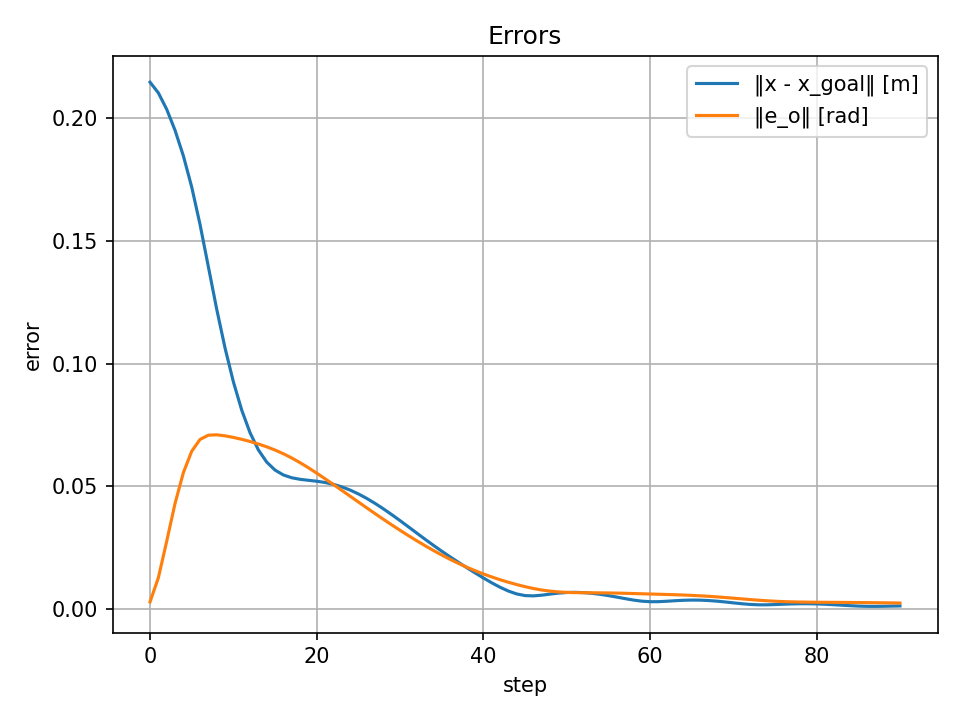 Errors
‖x - x_goal‖ [m]
‖e_o‖ [rad]
error
0.20
0.15
0.10
0.05
0.00
0 20 40 60 80
step